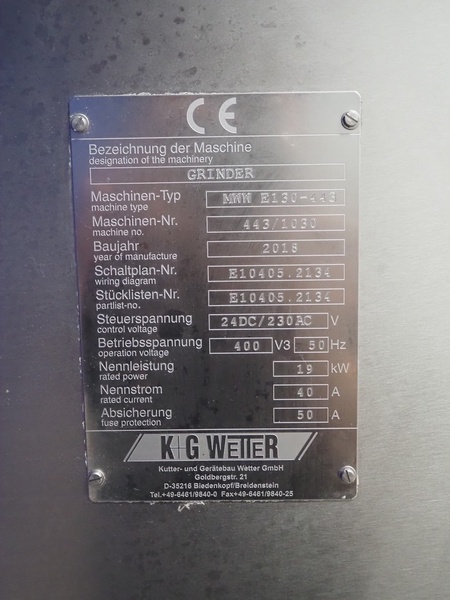 CE
Bezeichnung der Maschine
designation of the machinery
GRINDER
Maschinen-Typ MWW E130-443
machine type
Maschinen-Nr. 443/1030
machine no.
Baujahr 2018
year of manufacture
Schaltplan-Nr. E10405.2134
wiring diagram
Stücklisten-Nr. E10405.2134
partlist-no.
Steuerspannung 24DC/230AC V
control voltage
Betriebsspannung 400 V3 50 Hz
operation voltage
Nennleistung 19 kW
rated power
Nennstrom 40 A
rated current
Absicherung 50 A
fuse protection
K+G WETTER
Kutter- und Gerätebau Wetter GmbH
Goldbergstr. 21
D-35216 Biedenkopf/Breidenstein
Tel.+49-6461/9840-0 Fax+49-6461/9840-25